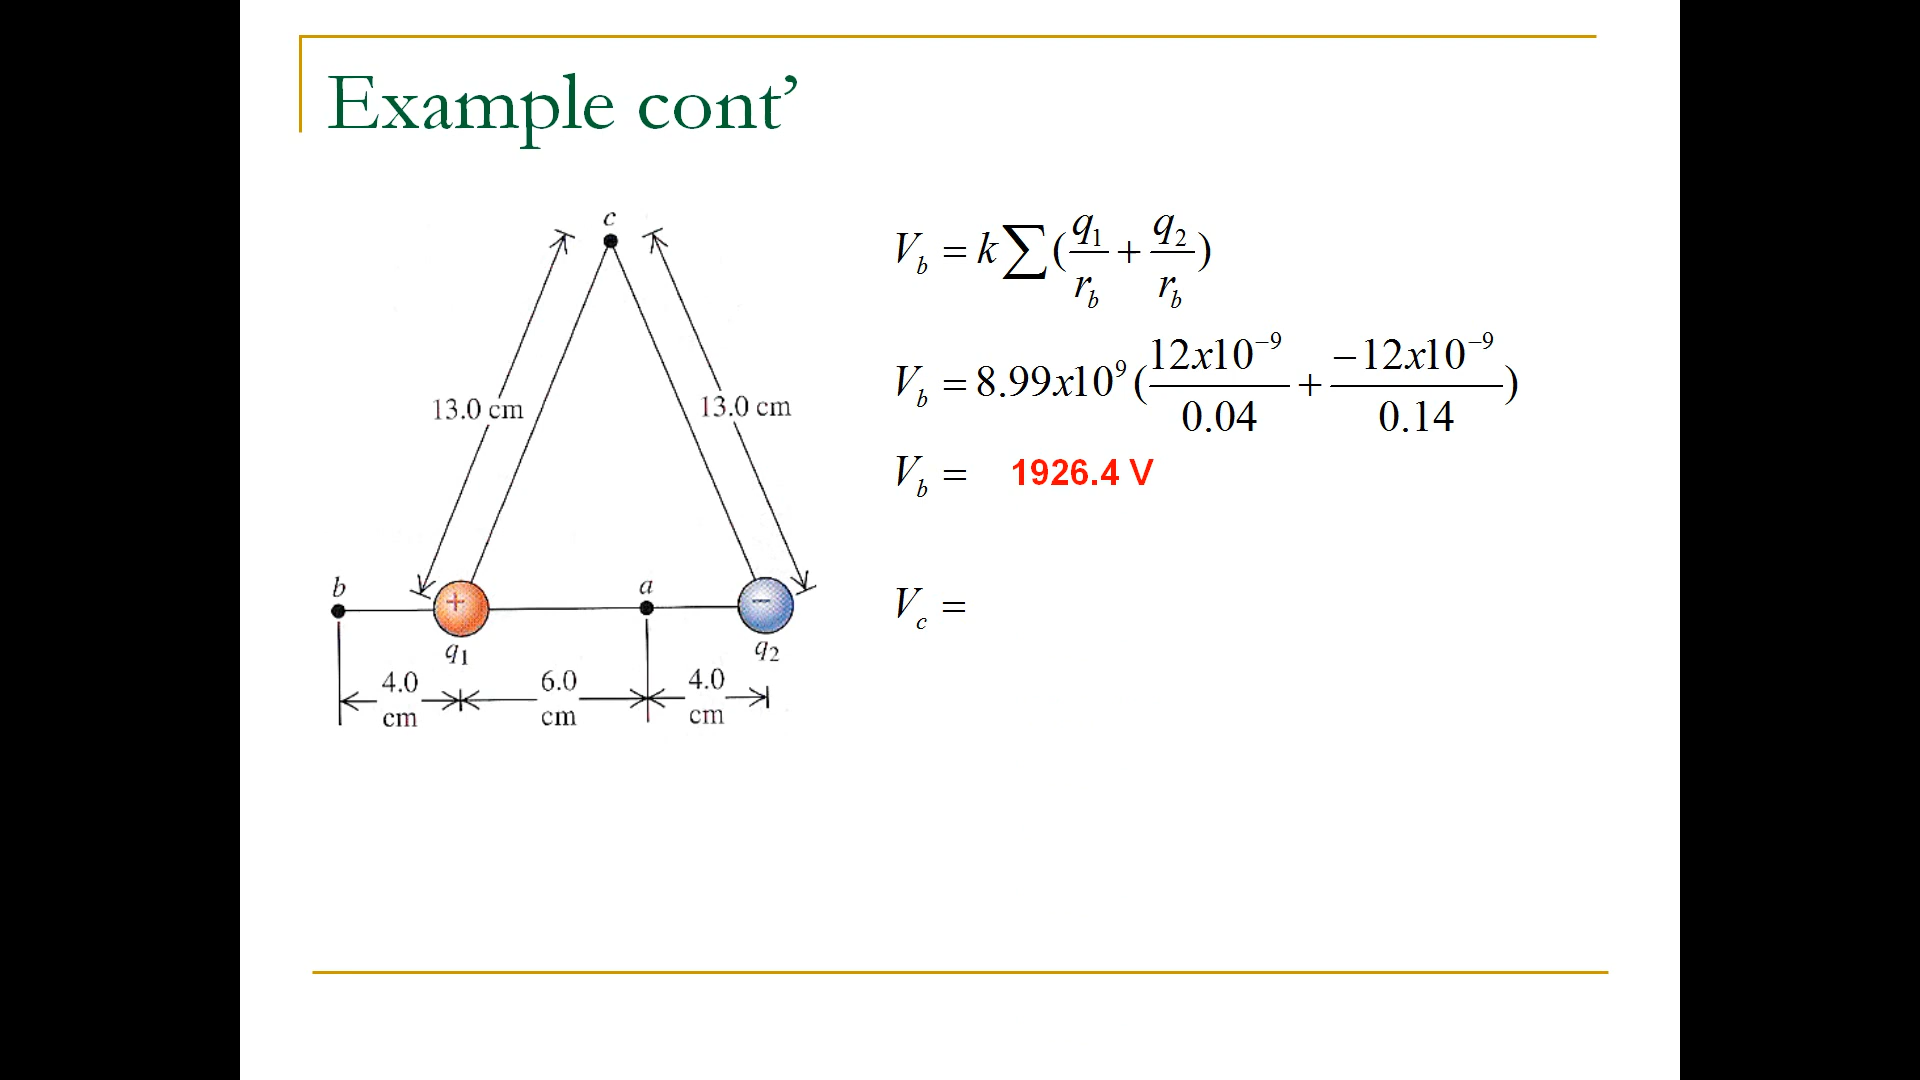 Example cont’
c
13.0 cm
13.0 cm
b
a
+
−
q₁
q₂
4.0 cm
6.0 cm
4.0 cm
V_b = k∑(q₁/r_b + q₂/r_b)
V_b = 8.99x10⁹(12x10⁻⁹/0.04 + −12x10⁻⁹/0.14)
V_b = 1926.4 V
V_c =